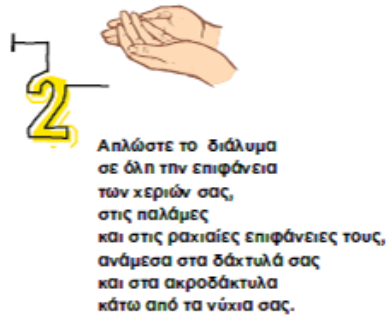 2
Απλώστε το διάλυμα
σε όλη την επιφάνεια
των χεριών σας,
στις παλάμες
και στις ραχιαίες επιφάνειες τους,
ανάμεσα στα δάχτυλά σας
και στα ακροδάκτυλα
κάτω από τα νύχια σας.